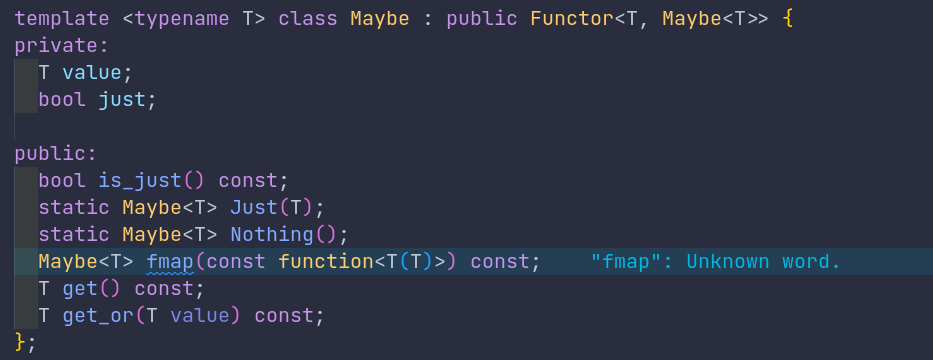 template <typename T> class Maybe : public Functor<T, Maybe<T>> {
private:
  T value;
  bool just;

public:
  bool is_just() const;
  static Maybe<T> Just(T);
  static Maybe<T> Nothing();
  Maybe<T> fmap(const function<T(T)>) const;    "fmap": Unknown word.
  T get() const;
  T get_or(T value) const;
};